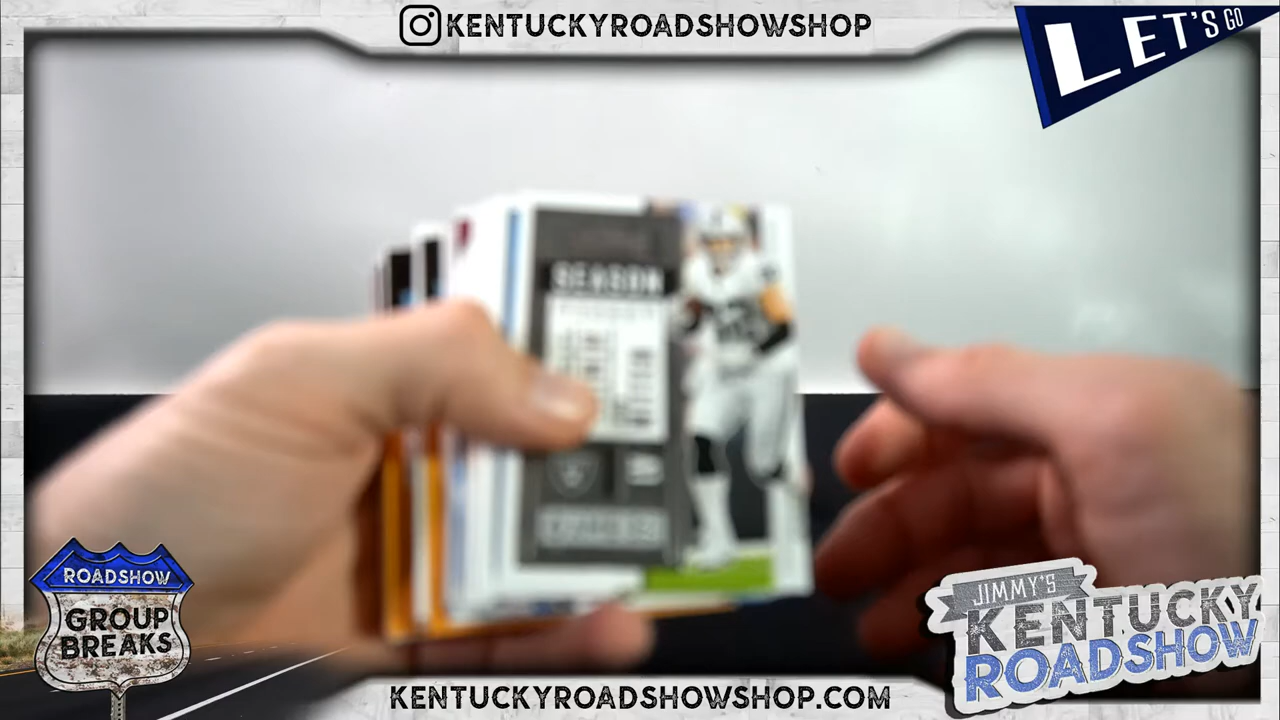 KENTUCKYROADSHOWSHOP
LET'S GO
SEASON
ROADSHOW
GROUP
BREAKS
JIMMY'S
KENTUCKY
ROADSHOW
KENTUCKYROADSHOWSHOP.COM